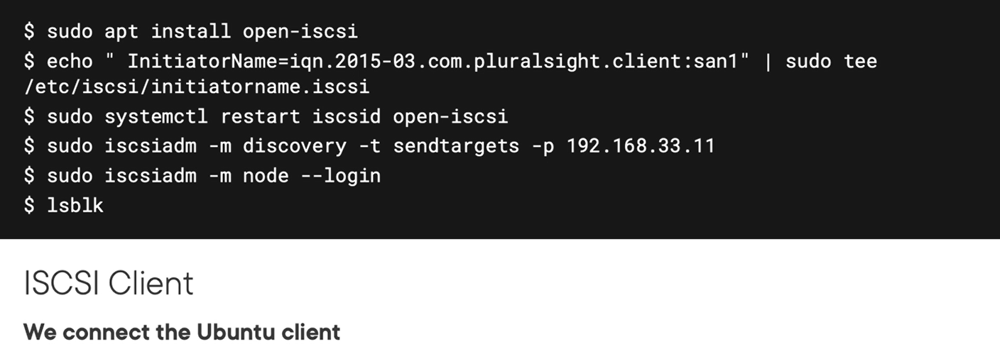 $ sudo apt install open-iscsi
$ echo " InitiatorName=iqn.2015-03.com.pluralsight.client:san1" | sudo tee
/etc/iscsi/initiatorname.iscsi
$ sudo systemctl restart iscsid open-iscsi
$ sudo iscsiadm -m discovery -t sendtargets -p 192.168.33.11
$ sudo iscsiadm -m node --login
$ lsblk
ISCSI Client
We connect the Ubuntu client